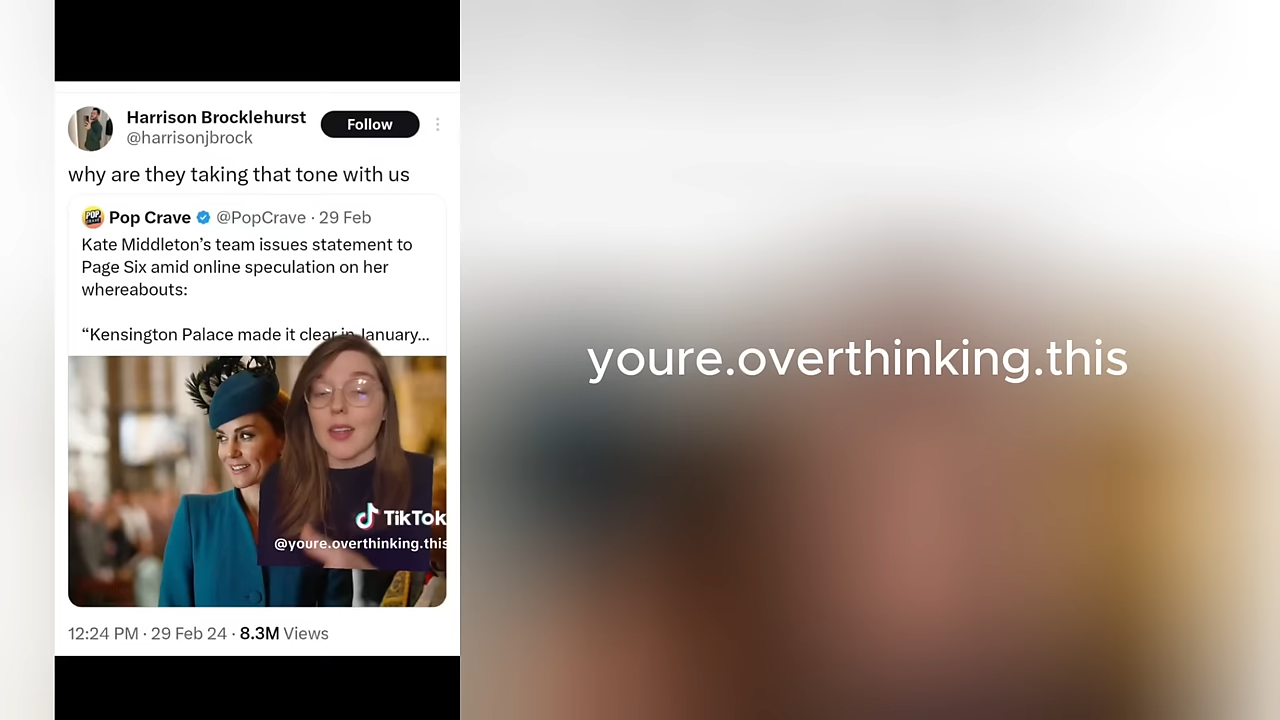 Harrison Brocklehurst
Follow
@harrisonjbrock
why are they taking that tone with us
POP
Pop Crave @PopCrave · 29 Feb
Kate Middleton’s team issues statement to
Page Six amid online speculation on her
whereabouts:
“Kensington Palace made it clear in January...
TikTok
@youre.overthinking.this
12:24 PM · 29 Feb 24 · 8.3M Views
youre.overthinking.this